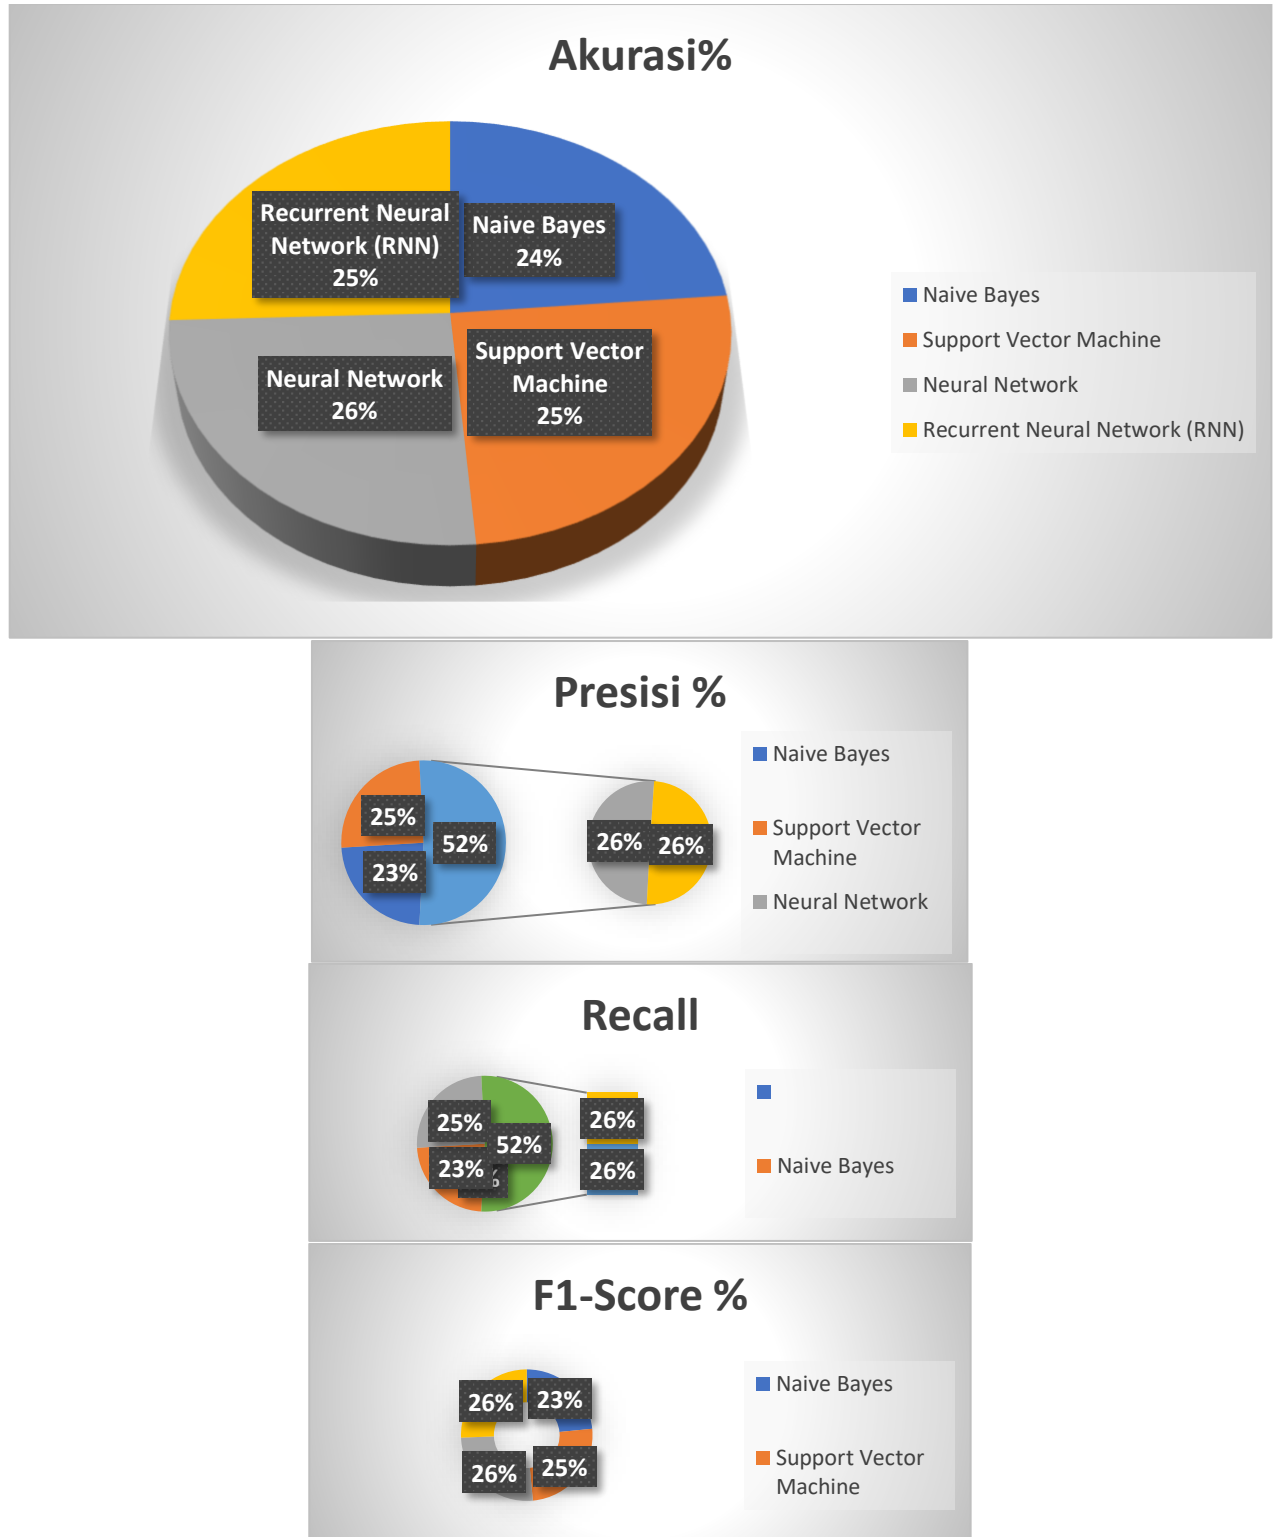 Akurasi%
Recurrent Neural
Network (RNN)
25%
Naive Bayes
24%
Neural Network
26%
Support Vector
Machine
25%
Naive Bayes
Support Vector Machine
Neural Network
Recurrent Neural Network (RNN)
Presisi %
25%
52%
23%
26%
26%
Naive Bayes
Support Vector
Machine
Neural Network
Recall
25%
52%
23%
%
26%
26%
Naive Bayes
F1-Score %
26%
23%
26%
25%
Naive Bayes
Support Vector
Machine